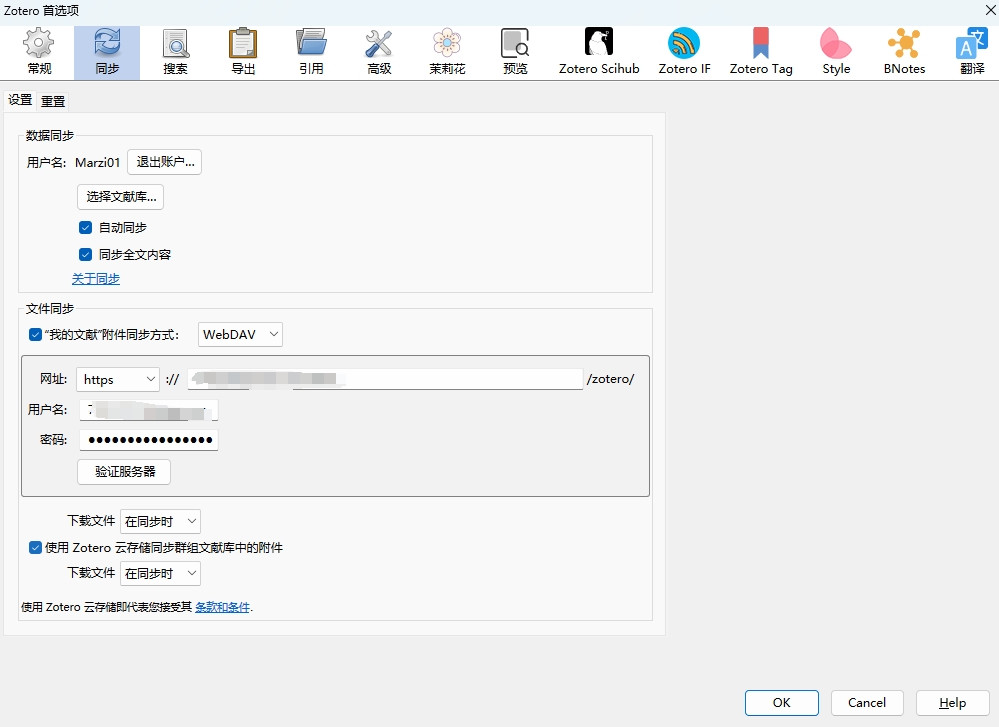 Zotero 首选项
常规 同步 搜索 导出 引用 高级 茉莉花 预览 Zotero Scihub Zotero IF Zotero Tag Style BNotes 翻译
设置 重置
数据同步
用户名: Marzi01 退出账户...
选择文献库...
自动同步
同步全文内容
关于同步
文件同步
“我的文献”附件同步方式: WebDAV
网址: https :// /zotero/
用户名:
密码: ●●●●●●●●●●●●●●●●
验证服务器
下载文件 在同步时
使用 Zotero 云存储同步群组文献库中的附件
下载文件 在同步时
使用 Zotero 云存储即代表您接受其 条款和条件.
OK Cancel Help